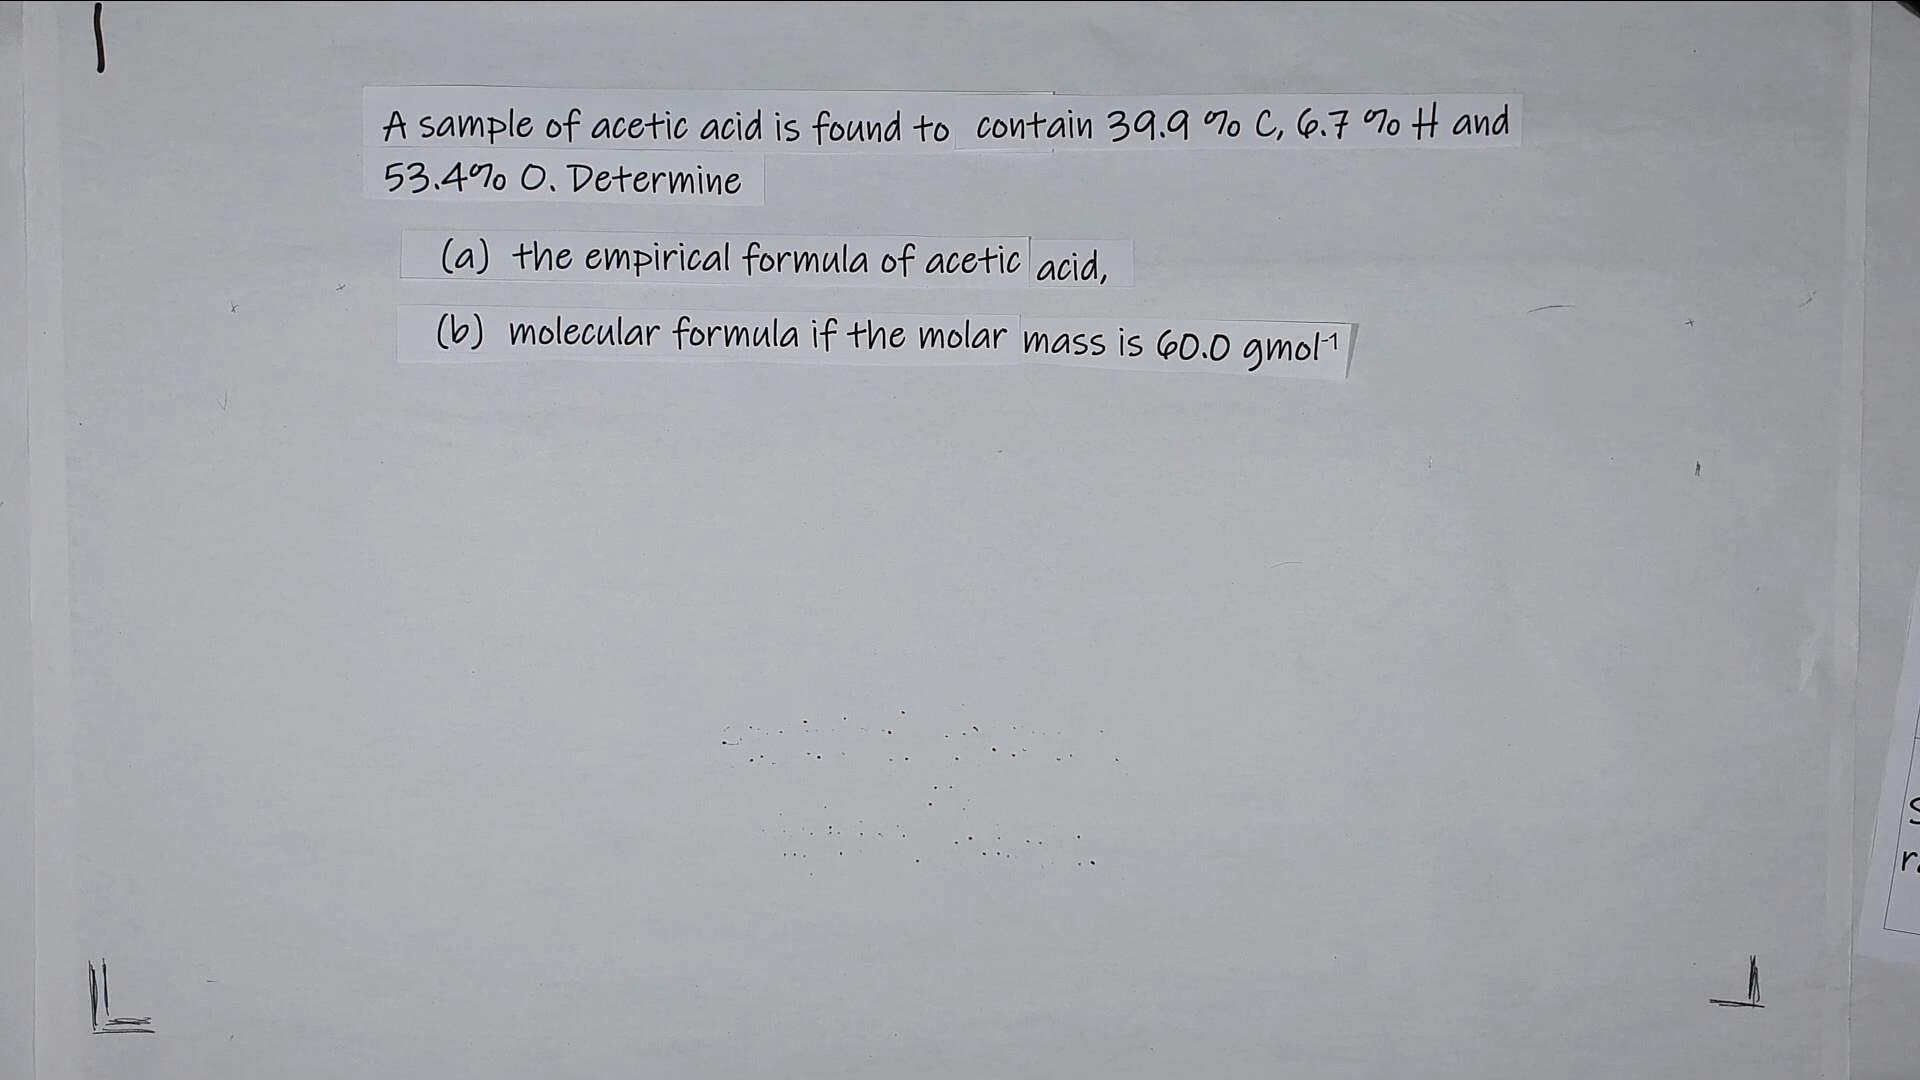 A sample of acetic acid is found to contain 39.9 % C, 6.7 % H and
53.4% O. Determine
(a) the empirical formula of acetic acid,
(b) molecular formula if the molar mass is 60.0 gmol⁻¹